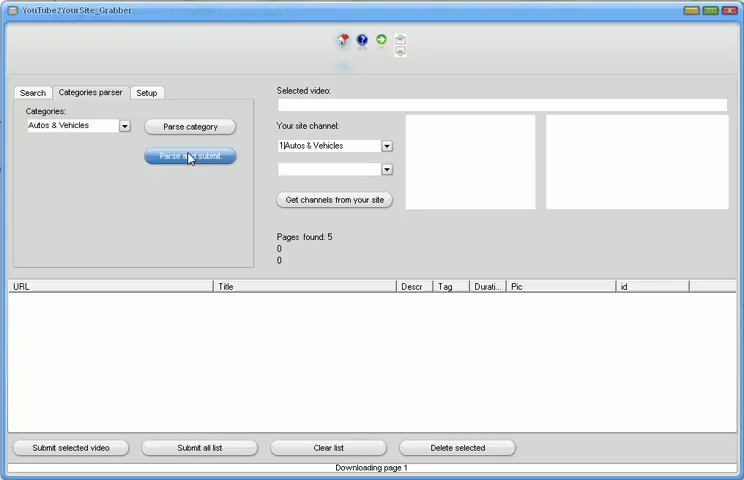 YouTube2YourSite_Grabber
Search
Categories parser
Setup
Categories:
Autos & Vehicles
Parse category
Parse and submit
Selected video:
Your site channel:
1|Autos & Vehicles
Get channels from your site
Pages found: 5
0
0
URL
Title
Descr
Tag
Durati...
Pic
id
Submit selected video
Submit all list
Clear list
Delete selected
Downloading page 1